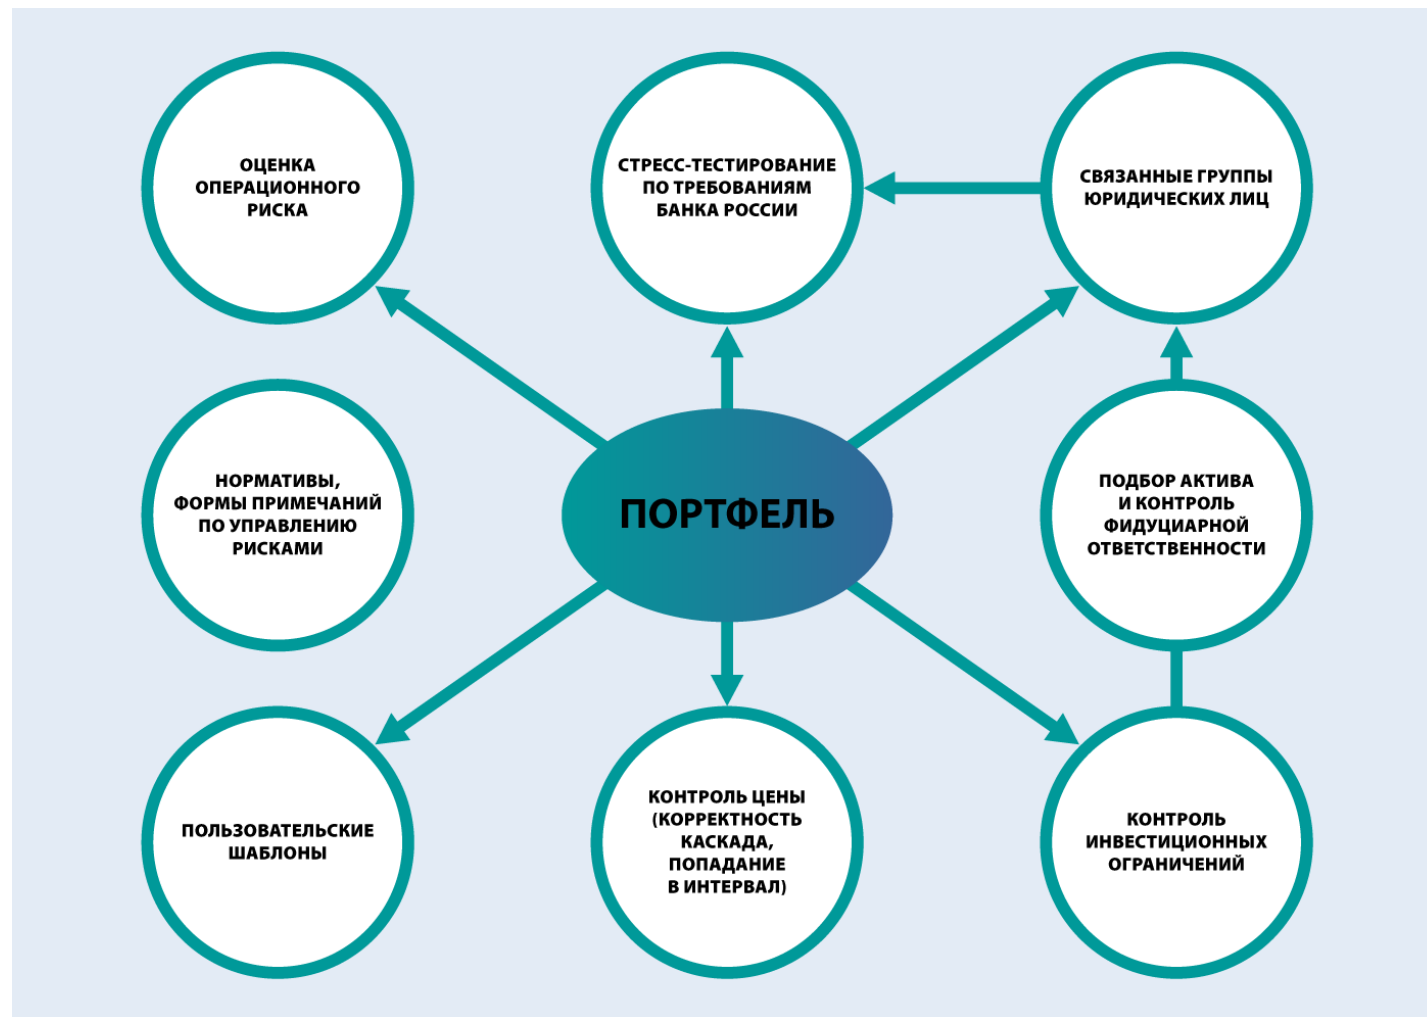 ОЦЕНКА
ОПЕРАЦИОННОГО
РИСКА
СТРЕСС-ТЕСТИРОВАНИЕ
ПО ТРЕБОВАНИЯМ
БАНКА РОССИИ
СВЯЗАННЫЕ ГРУППЫ
ЮРИДИЧЕСКИХ ЛИЦ
НОРМАТИВЫ,
ФОРМЫ ПРИМЕЧАНИЙ
ПО УПРАВЛЕНИЮ
РИСКАМИ
ПОРТФЕЛЬ
ПОДБОР АКТИВА
И КОНТРОЛЬ
ФИДУЦИАРНОЙ
ОТВЕТСТВЕННОСТИ
ПОЛЬЗОВАТЕЛЬСКИЕ
ШАБЛОНЫ
КОНТРОЛЬ ЦЕНЫ
(КОРРЕКТНОСТЬ
КАСКАДА,
ПОПАДАНИЕ
В ИНТЕРВАЛ)
КОНТРОЛЬ
ИНВЕСТИЦИОННЫХ
ОГРАНИЧЕНИЙ